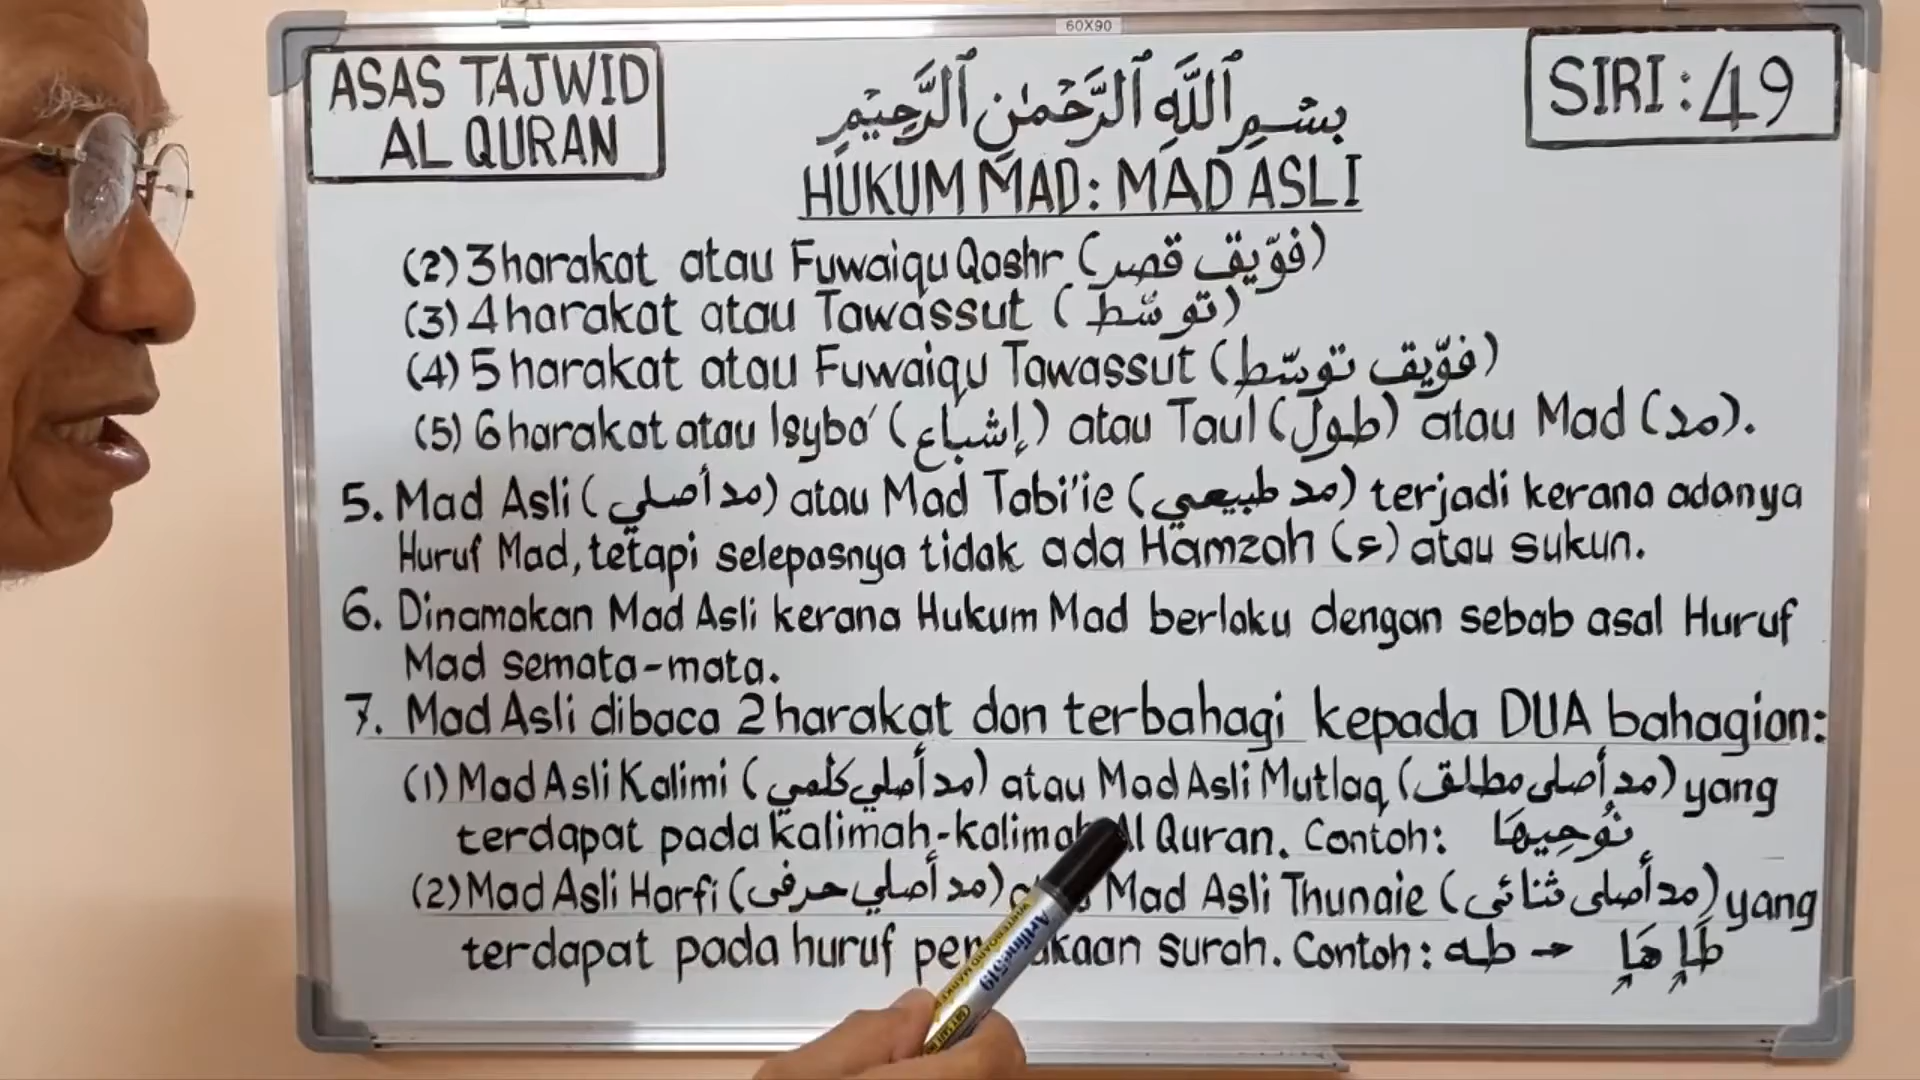 60X90
ASAS TAJWID
AL QURAN
بِسْمِ ٱللَّهِ ٱلرَّحْمَٰنِ ٱلرَّحِيْمِ
SIRI : 49
HUKUM MAD: MAD ASLI
(2) 3 harakat atau Fuwaiqu Qashr (فوّيق قصر)
(3) 4 harakat atau Tawassut (توسّط)
(4) 5 harakat atau Fuwaiqu Tawassut (فوّيق توسّط)
(5) 6 harakat atau Isyba' (إشباع) atau Taul (طول) atau Mad (مد).
5. Mad Asli (مد أصلي) atau Mad Tabi'ie (مد طبيعي) terjadi kerana adanya
Huruf Mad, tetapi selepasnya tidak ada Hamzah (ء) atau sukun.
6. Dinamakan Mad Asli kerana Hukum Mad berlaku dengan sebab asal Huruf
Mad semata-mata.
7. Mad Asli dibaca 2 harakat dan terbahagi kepada DUA bahagian:
(1) Mad Asli Kalimi (مد أصلي كلمي) atau Mad Asli Mutlaq (مد أصلى مطلق) yang
terdapat pada kalimah-kalimah Al Quran. Contoh: نُوْحِيهَا
(2) Mad Asli Harfi (مد أصلي حرفى) Mad Asli Thunaie (مد أصلى ثنائى) yang
terdapat pada huruf surah. Contoh : طه → طَا هَا
Artline 519
WHITEBOARD MARKER